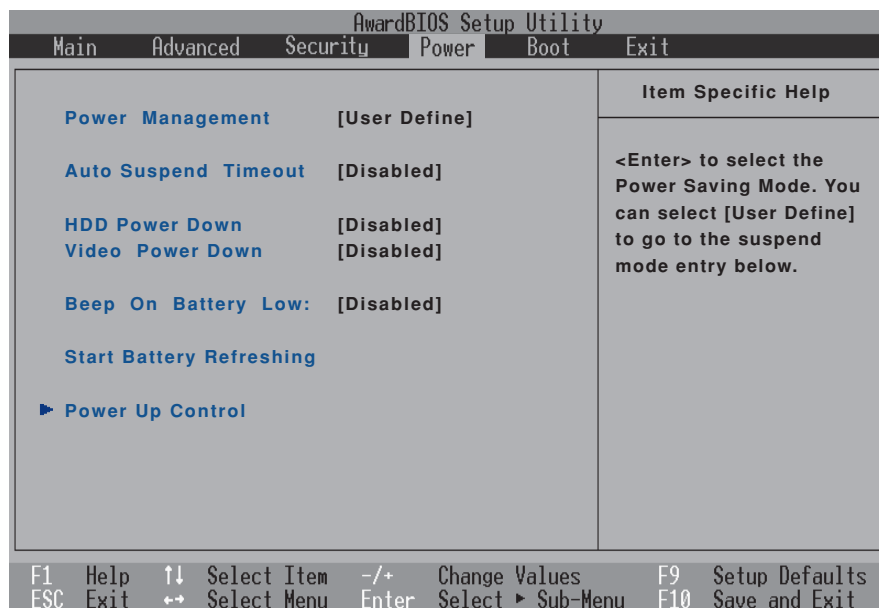 AwardBIOS Setup Utility
Main Advanced Security Power Boot Exit
Power Management [User Define]
Auto Suspend Timeout [Disabled]
HDD Power Down [Disabled]
Video Power Down [Disabled]
Beep On Battery Low: [Disabled]
Start Battery Refreshing
▶ Power Up Control
Item Specific Help
<Enter> to select the
Power Saving Mode. You
can select [User Define]
to go to the suspend
mode entry below.
F1 Help ↑↓ Select Item -/+ Change Values F9 Setup Defaults
ESC Exit ←→ Select Menu Enter Select ▶ Sub-Menu F10 Save and Exit